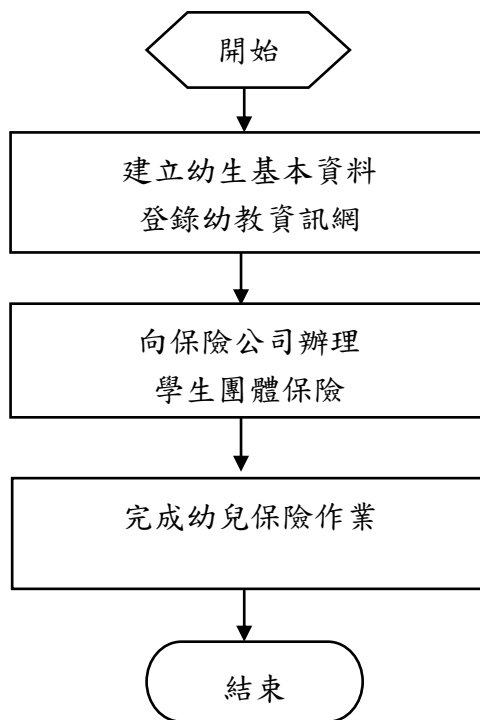 開始
建立幼生基本資料
登錄幼教資訊網
向保險公司辦理
學生團體保險
完成幼兒保險作業
結束